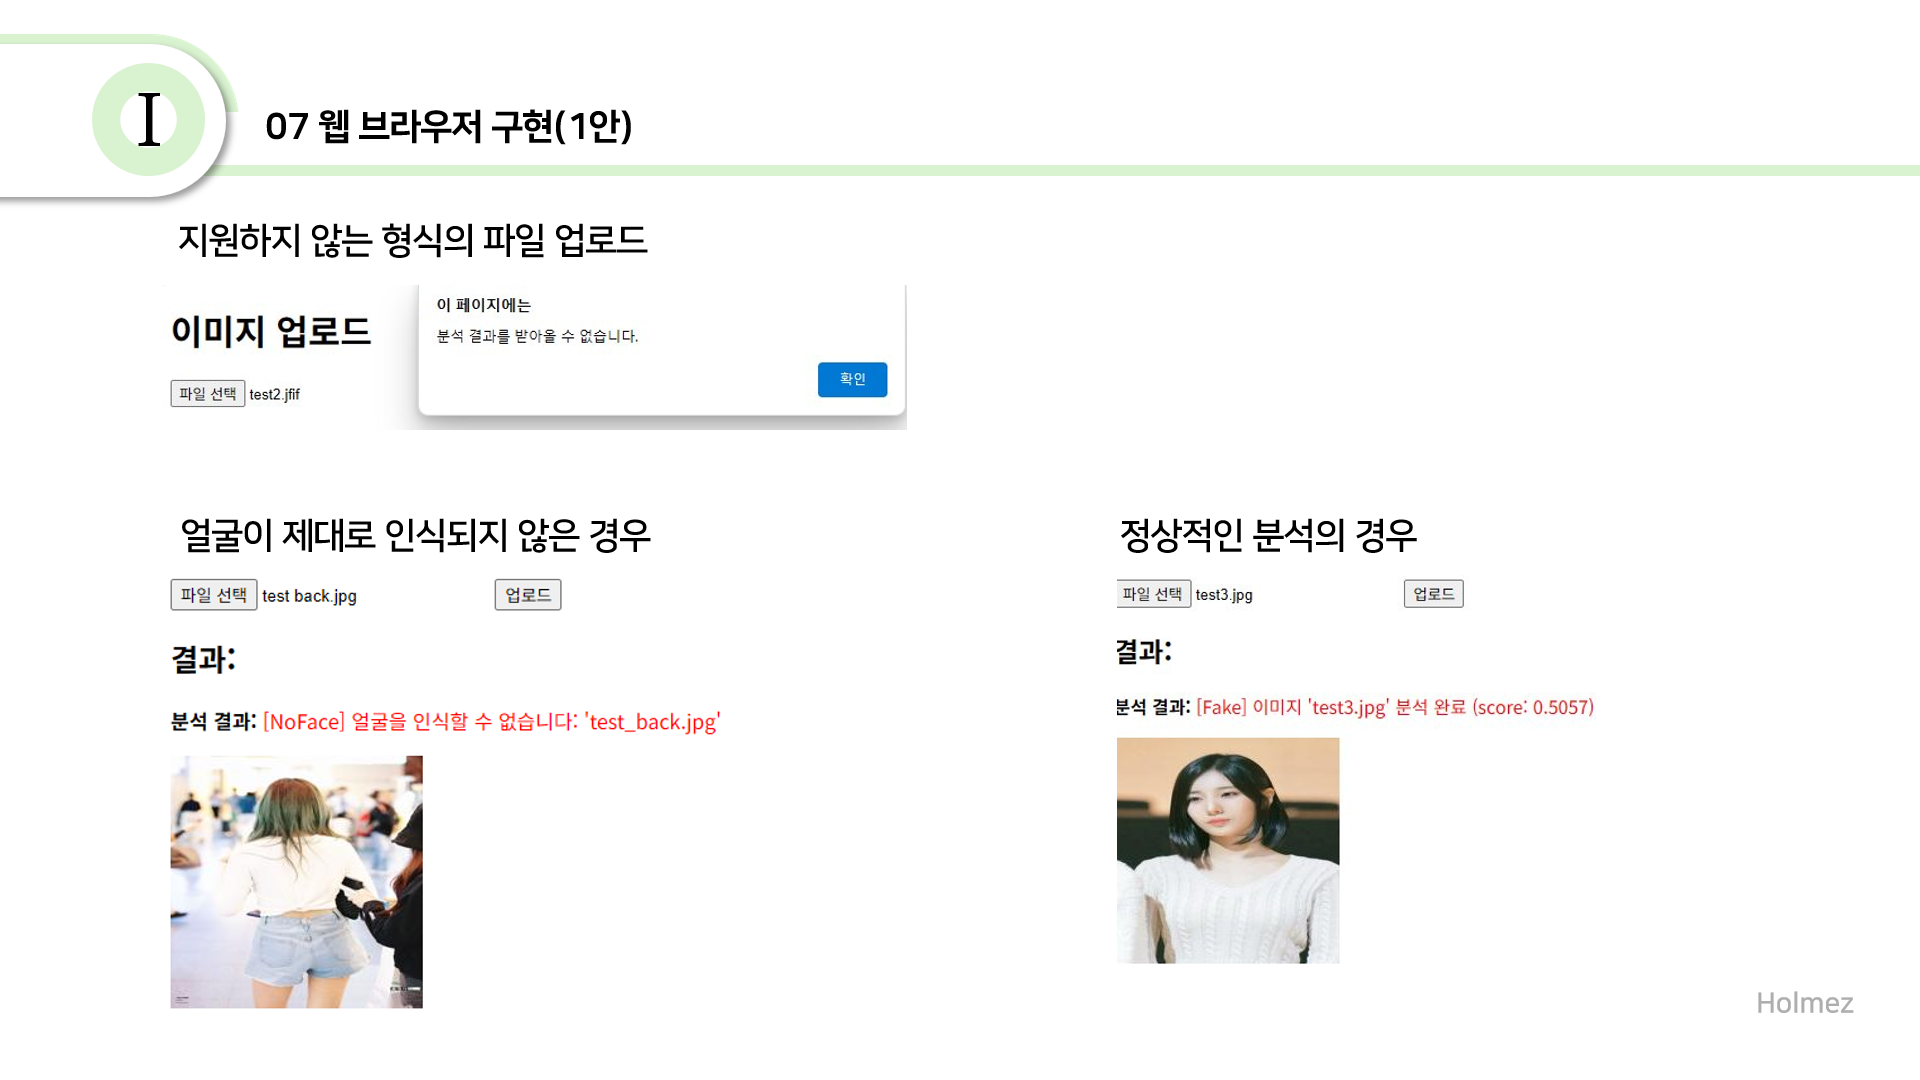 I
07 웹 브라우저 구현(1안)
지원하지 않는 형식의 파일 업로드
이미지 업로드
파일 선택 test2.jfif
이 페이지에는
분석 결과를 받아올 수 없습니다.
확인
얼굴이 제대로 인식되지 않은 경우
파일 선택 test back.jpg 업로드
결과:
분석 결과: [NoFace] 얼굴을 인식할 수 없습니다: 'test_back.jpg'
정상적인 분석의 경우
파일 선택 test3.jpg 업로드
결과:
분석 결과: [Fake] 이미지 'test3.jpg' 분석 완료 (score: 0.5057)
Holmez